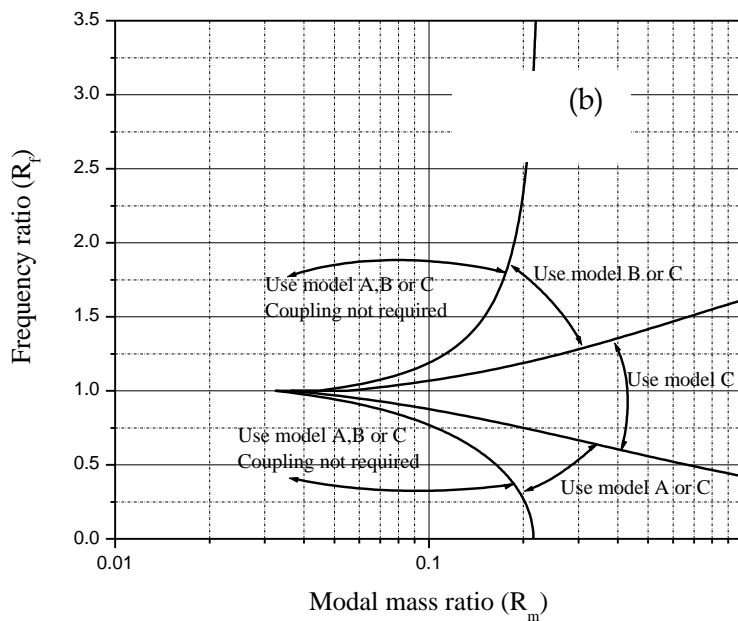 3.5
(b)
3.0
2.5
Frequency ratio (R_f)
2.0
Use model B or C
Use model A,B or C
Coupling not required
1.5
Use model C
1.0
Use model A,B or C
Coupling not required
0.5
Use model A or C
0.0
0.01
0.1
Modal mass ratio (R_m)